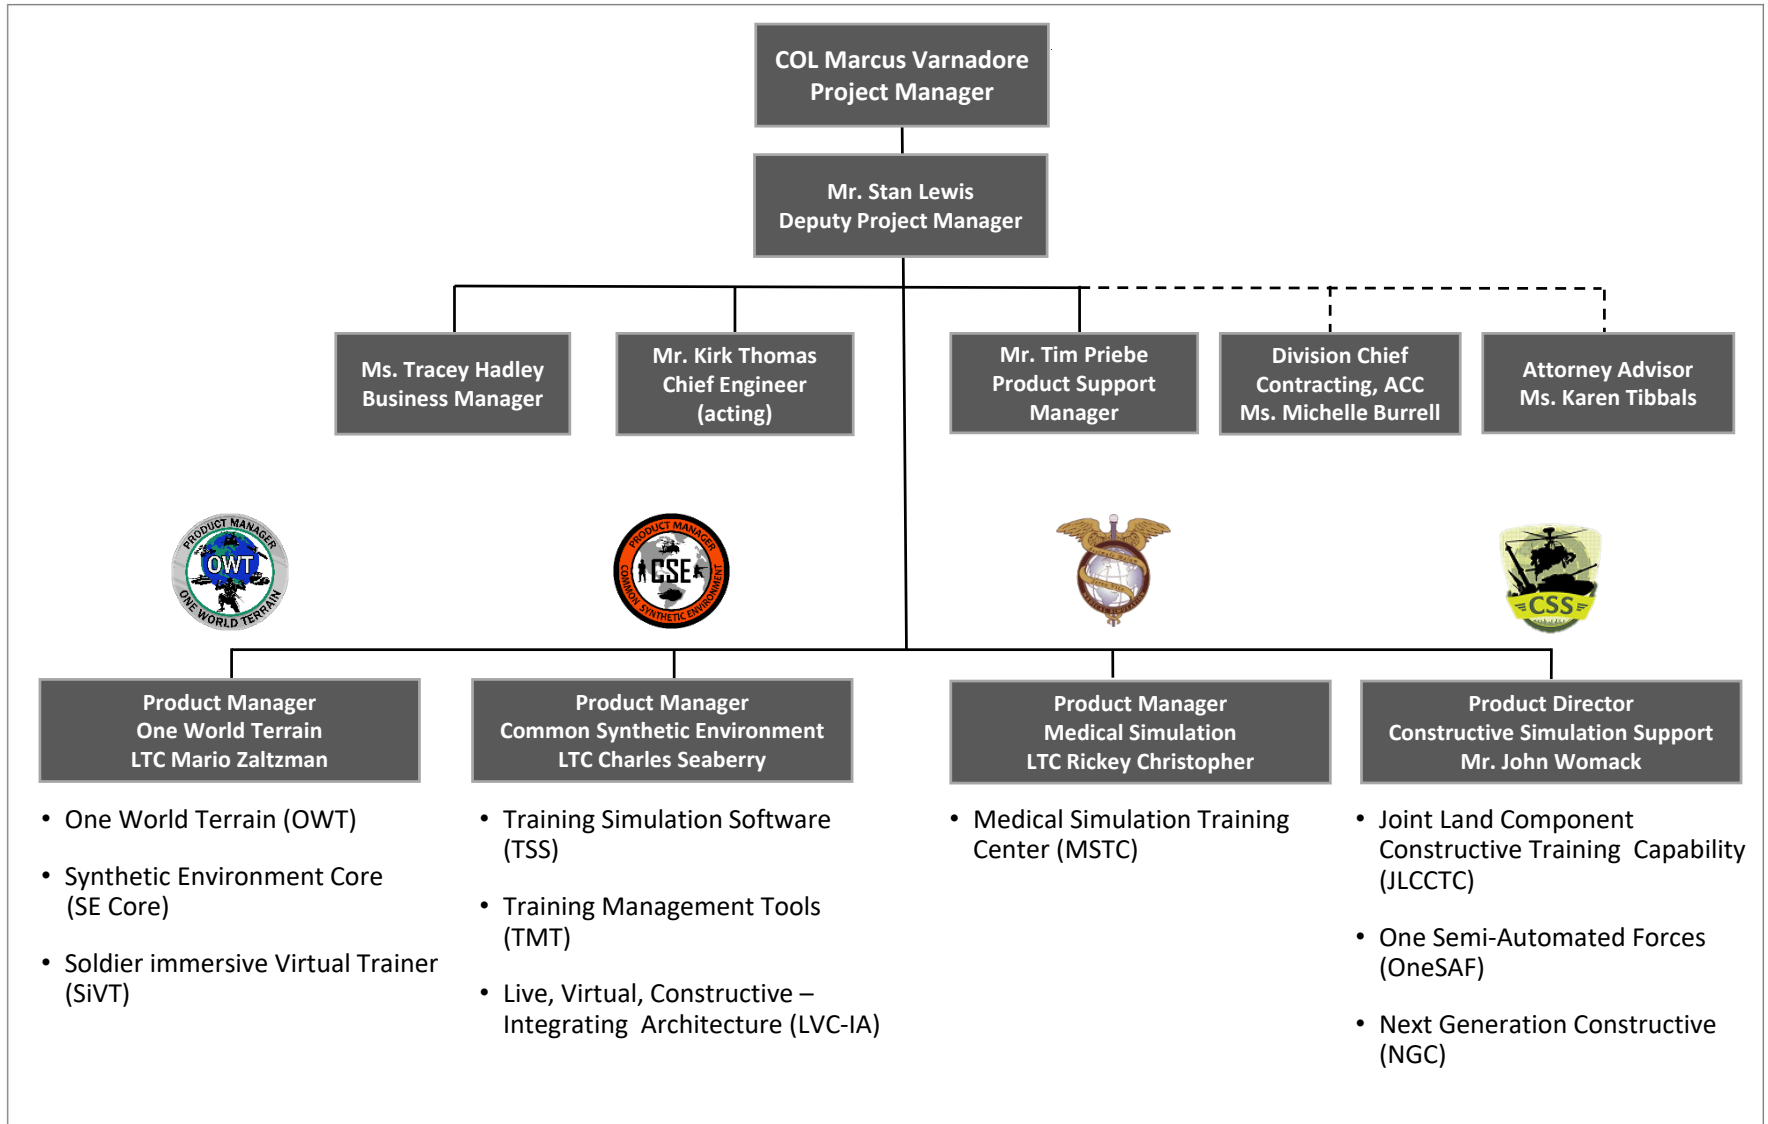 COL Marcus Varnadore
Project Manager
Mr. Stan Lewis
Deputy Project Manager
Ms. Tracey Hadley
Business Manager
Mr. Kirk Thomas
Chief Engineer
(acting)
Mr. Tim Priebe
Product Support
Manager
Division Chief
Contracting, ACC
Ms. Michelle Burrell
Attorney Advisor
Ms. Karen Tibbals
PRODUCT MANAGER
OWT
ONE WORLD TERRAIN
PRODUCT MANAGER
CSE
COMMON SYNTHETIC ENVIRONMENT
CSS
Product Manager
One World Terrain
LTC Mario Zaltzman
• One World Terrain (OWT)
• Synthetic Environment Core
(SE Core)
• Soldier immersive Virtual Trainer
(SiVT)
Product Manager
Common Synthetic Environment
LTC Charles Seaberry
• Training Simulation Software
(TSS)
• Training Management Tools
(TMT)
• Live, Virtual, Constructive –
Integrating Architecture (LVC-IA)
Product Manager
Medical Simulation
LTC Rickey Christopher
• Medical Simulation Training
Center (MSTC)
Product Director
Constructive Simulation Support
Mr. John Womack
• Joint Land Component
Constructive Training Capability
(JLCCTC)
• One Semi-Automated Forces
(OneSAF)
• Next Generation Constructive
(NGC)